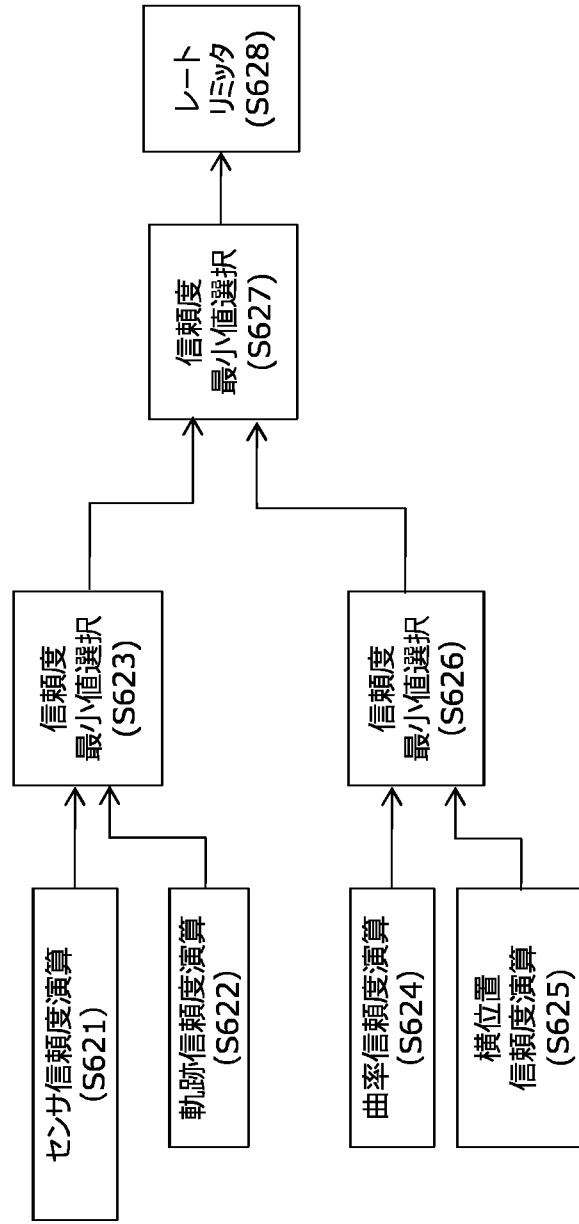 センサ信頼度演算
(S621)
軌跡信頼度演算
(S622)
信頼度
最小値選択
(S623)
曲率信頼度演算
(S624)
横位置
信頼度演算
(S625)
信頼度
最小値選択
(S626)
信頼度
最小値選択
(S627)
レート
リミッタ
(S628)